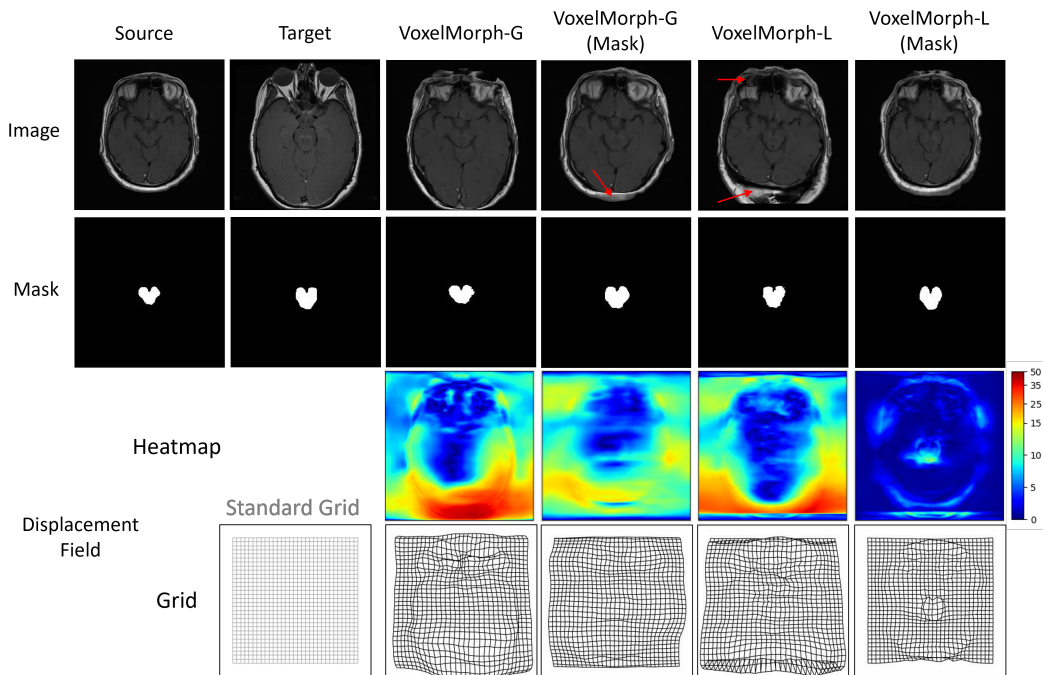 Source
Target
VoxelMorph-G
VoxelMorph-G
(Mask)
VoxelMorph-L
VoxelMorph-L
(Mask)
Image
Mask
Heatmap
50
35
25
15
10
5
0
Standard Grid
Displacement
Field
Grid